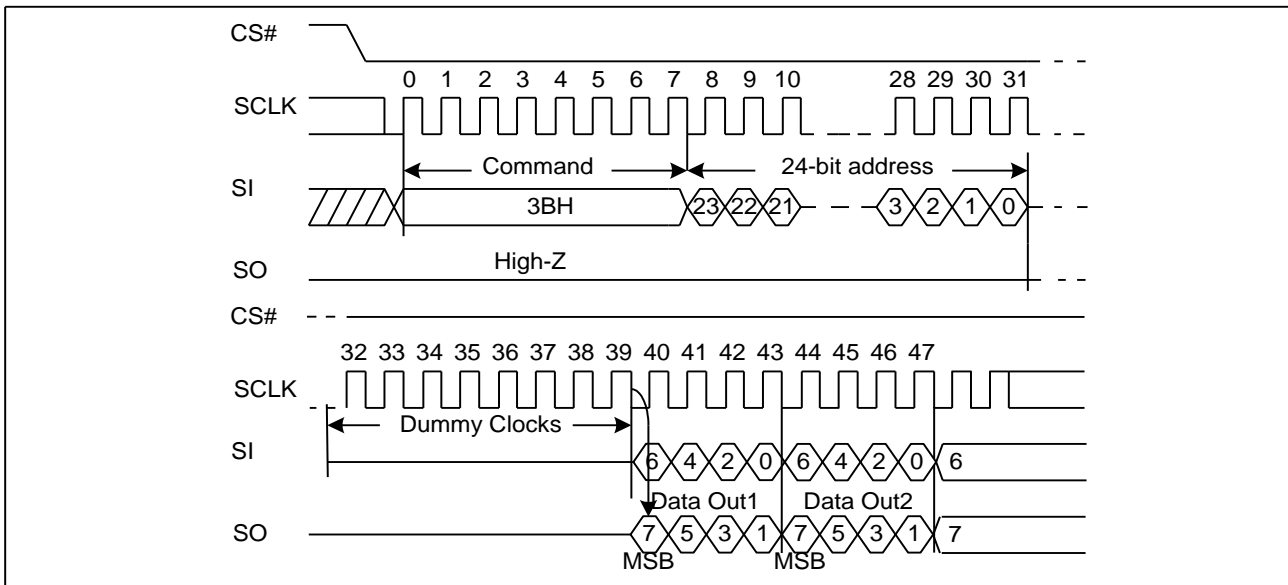 CS#
0 1 2 3 4 5 6 7 8 9 10 28 29 30 31
SCLK
Command 24-bit address
SI
3BH 23 22 21 3 2 1 0
High-Z
SO
CS#
32 33 34 35 36 37 38 39 40 41 42 43 44 45 46 47
SCLK
Dummy Clocks
SI
6 4 2 0 6 4 2 0 6
Data Out1 Data Out2
SO
7 5 3 1 7 5 3 1 7
MSB MSB